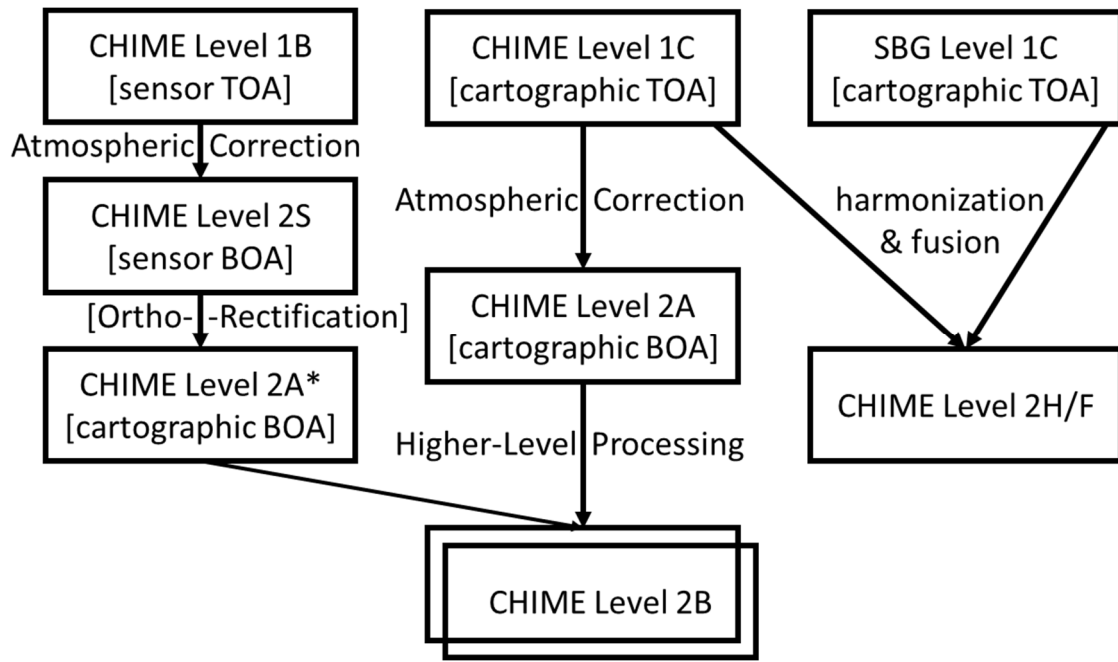 CHIME Level 1B
[sensor TOA]
Atmospheric Correction
CHIME Level 2S
[sensor BOA]
[Ortho- -Rectification]
CHIME Level 2A*
[cartographic BOA]
CHIME Level 1C
[cartographic TOA]
Atmospheric Correction
CHIME Level 2A
[cartographic BOA]
Higher-Level Processing
CHIME Level 2B
SBG Level 1C
[cartographic TOA]
harmonization
& fusion
CHIME Level 2H/F